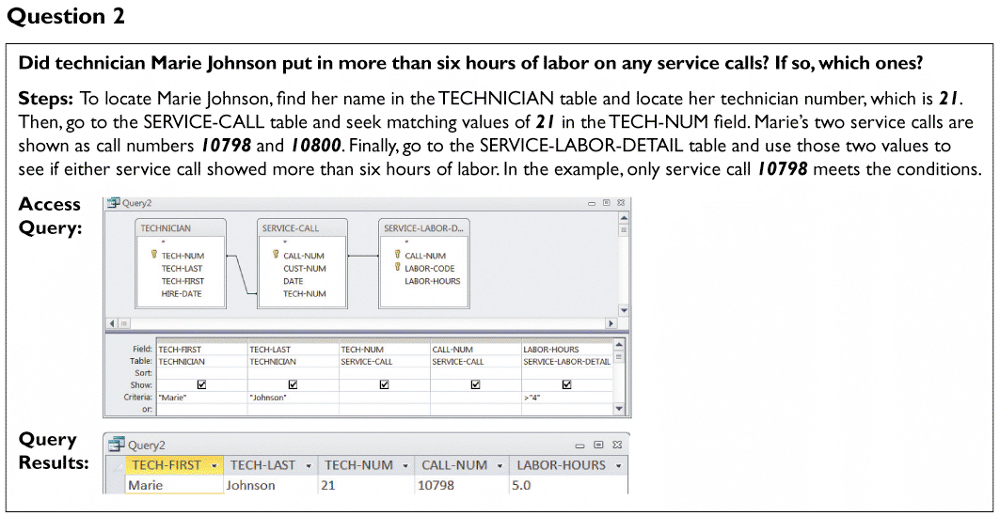 Question 2
Did technician Marie Johnson put in more than six hours of labor on any service calls? If so, which ones?
Steps: To locate Marie Johnson, find her name in the TECHNICIAN table and locate her technician number, which is 21.
Then, go to the SERVICE-CALL table and seek matching values of 21 in the TECH-NUM field. Marie's two service calls are
shown as call numbers 10798 and 10800. Finally, go to the SERVICE-LABOR-DETAIL table and use those two values to
see if either service call showed more than six hours of labor. In the example, only service call 10798 meets the conditions.
Access
Query:
Query2
TECHNICIAN
*
TECH-NUM
TECH-LAST
TECH-FIRST
HIRE-DATE
SERVICE-CALL
*
CALL-NUM
CUST-NUM
DATE
TECH-NUM
SERVICE-LABOR-D...
*
CALL-NUM
LABOR-CODE
LABOR-HOURS
Field: TECH-FIRST TECH-LAST TECH-NUM CALL-NUM LABOR-HOURS
Table: TECHNICIAN TECHNICIAN SERVICE-CALL SERVICE-CALL SERVICE-LABOR-DETAIL
Sort:
Show:
Criteria: "Marie" "Johnson" >"4"
or:
Query
Results:
Query2
TECH-FIRST TECH-LAST TECH-NUM CALL-NUM LABOR-HOURS
Marie Johnson 21 10798 5.0